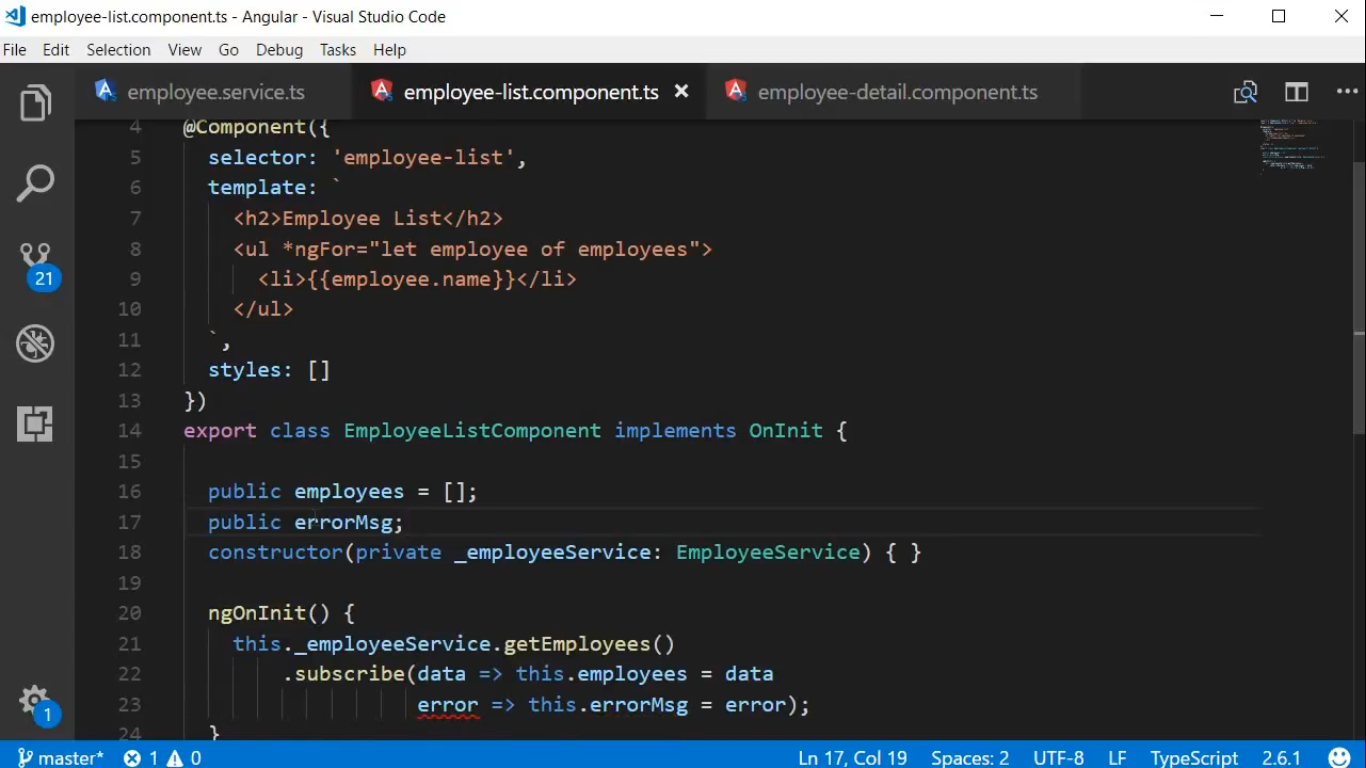 employee-list.component.ts - Angular - Visual Studio Code
File Edit Selection View Go Debug Tasks Help
employee.service.ts employee-list.component.ts employee-detail.component.ts
4 @Component({
5 selector: 'employee-list',
6 template: `
7 <h2>Employee List</h2>
8 <ul *ngFor="let employee of employees">
9 <li>{{employee.name}}</li>
10 </ul>
11 `,
12 styles: []
13 })
14 export class EmployeeListComponent implements OnInit {
15
16 public employees = [];
17 public errorMsg;
18 constructor(private _employeeService: EmployeeService) { }
19
20 ngOnInit() {
21 this._employeeService.getEmployees()
22 .subscribe(data => this.employees = data
23 error => this.errorMsg = error);
24 }
21
1
master* 1 0 Ln 17, Col 19 Spaces: 2 UTF-8 LF TypeScript 2.6.1